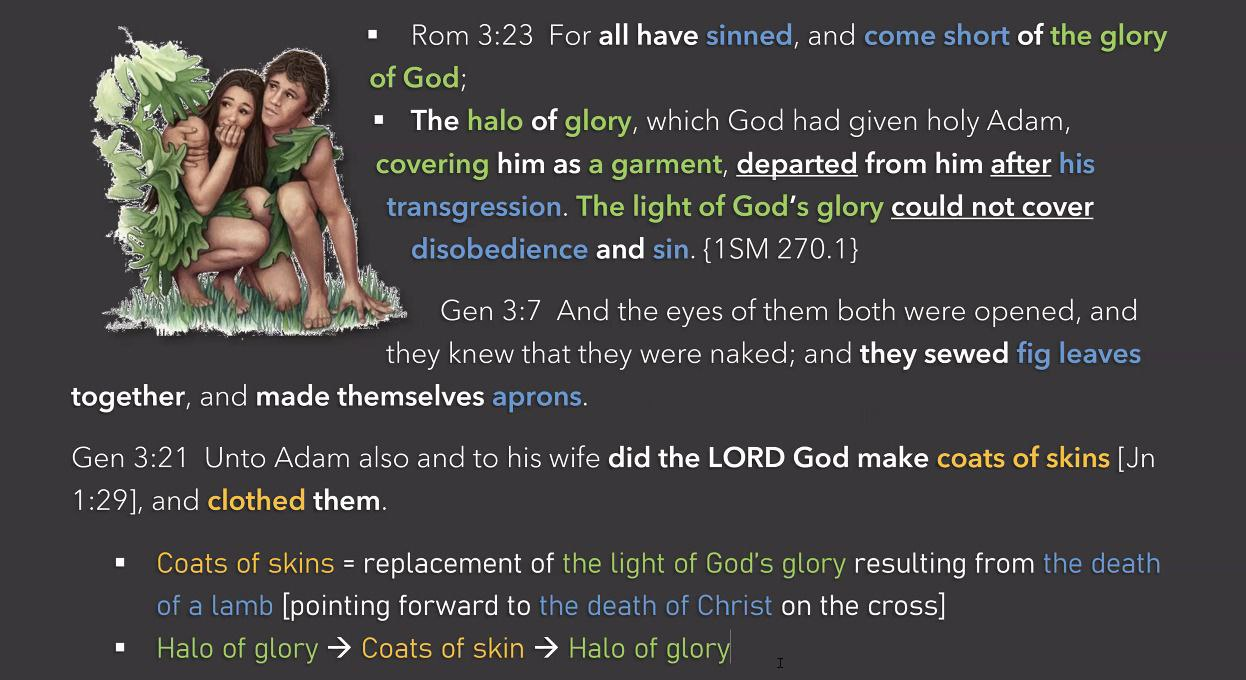 ▪ Rom 3:23 For all have sinned, and come short of the glory
of God;
▪ The halo of glory, which God had given holy Adam,
covering him as a garment, departed from him after his
transgression. The light of God's glory could not cover
disobedience and sin. {1SM 270.1}
Gen 3:7 And the eyes of them both were opened, and
they knew that they were naked; and they sewed fig leaves
together, and made themselves aprons.
Gen 3:21 Unto Adam also and to his wife did the LORD God make coats of skins [Jn
1:29], and clothed them.
▪ Coats of skins = replacement of the light of God's glory resulting from the death
of a lamb [pointing forward to the death of Christ on the cross]
▪ Halo of glory → Coats of skin → Halo of glory